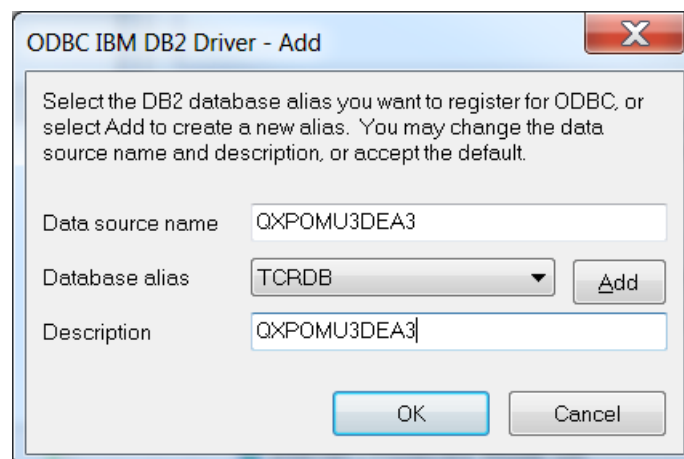 ODBC IBM DB2 Driver - Add
Select the DB2 database alias you want to register for ODBC, or
select Add to create a new alias. You may change the data
source name and description, or accept the default.
Data source name QXPOMU3DEA3
Database alias TCRDB Add
Description QXPOMU3DEA3
OK Cancel